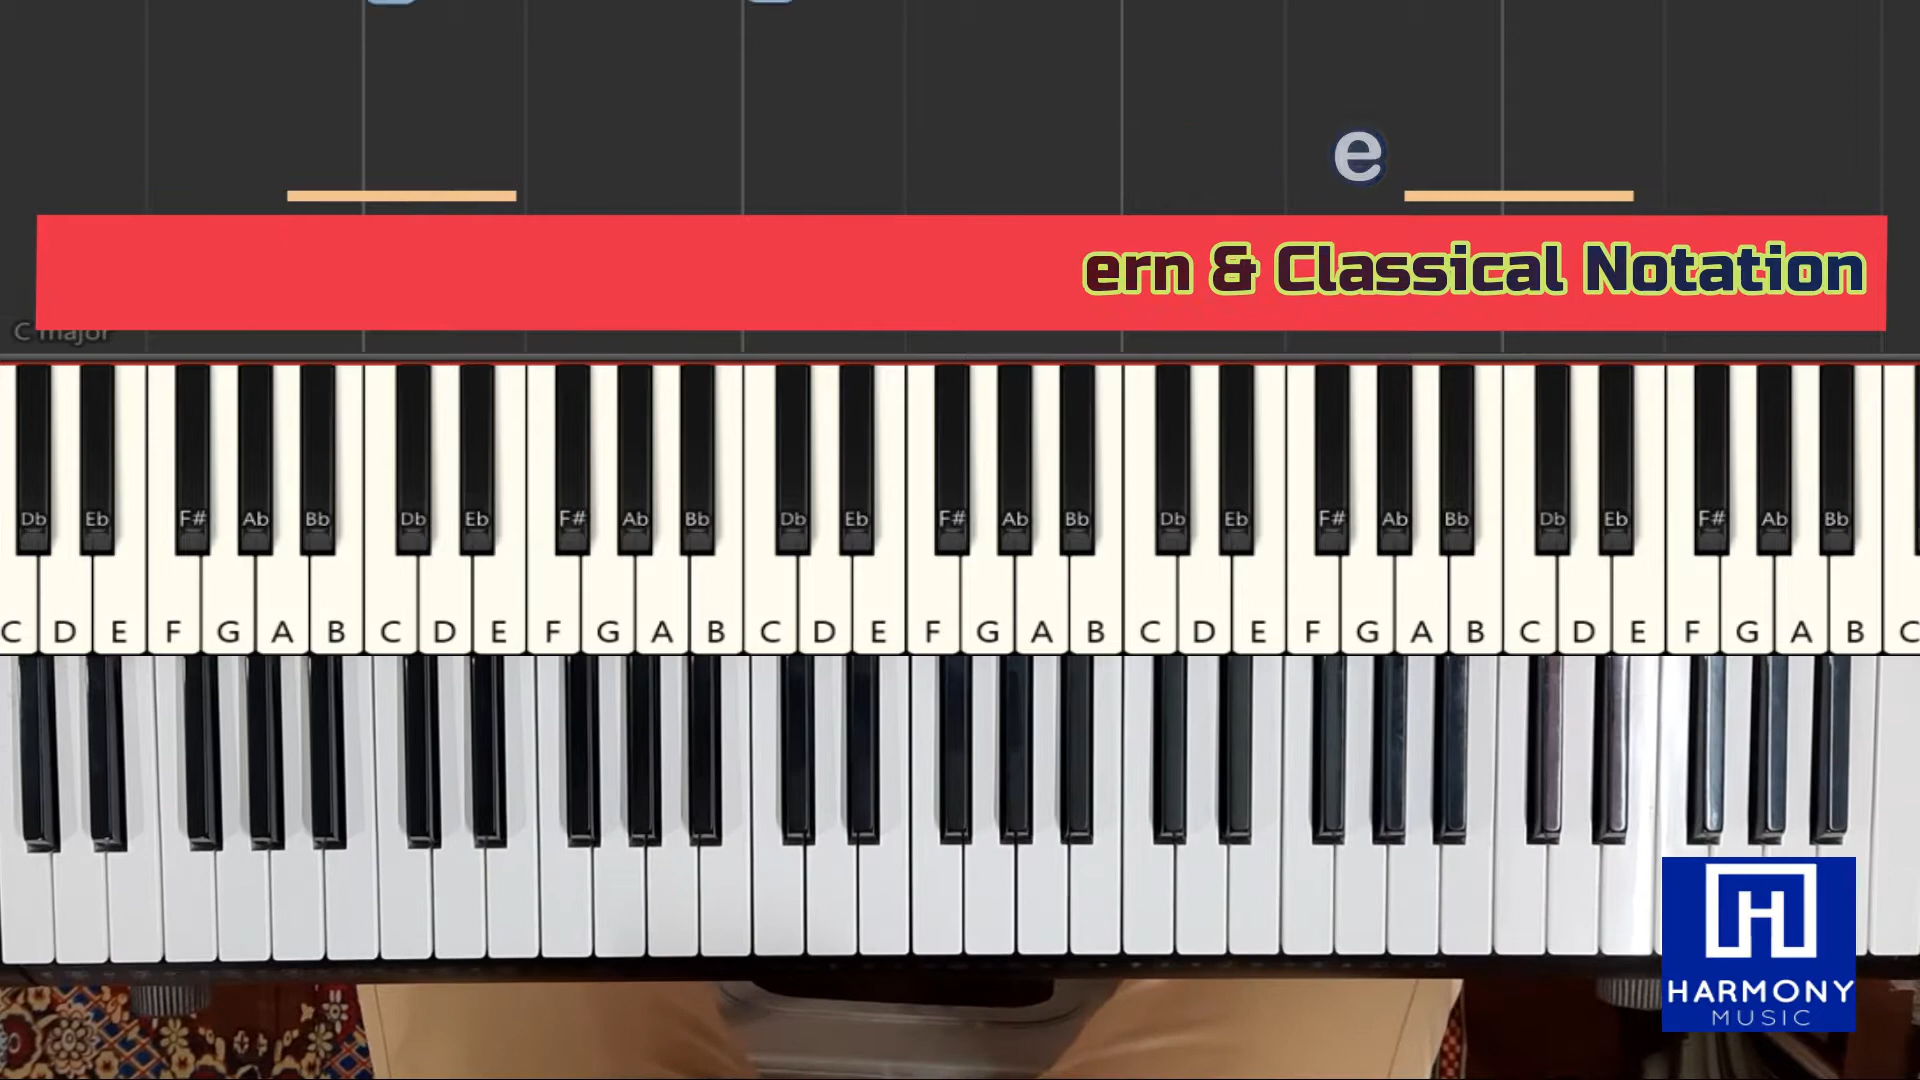 e
ern & Classical Notation
C major
Db Eb F# Ab Bb Db Eb F# Ab Bb Db Eb F# Ab Bb Db Eb F# Ab Bb Db Eb F# Ab Bb
C D E F G A B C D E F G A B C D E F G A B C D E F G A B C D E F G A B C
HARMONY
MUSIC